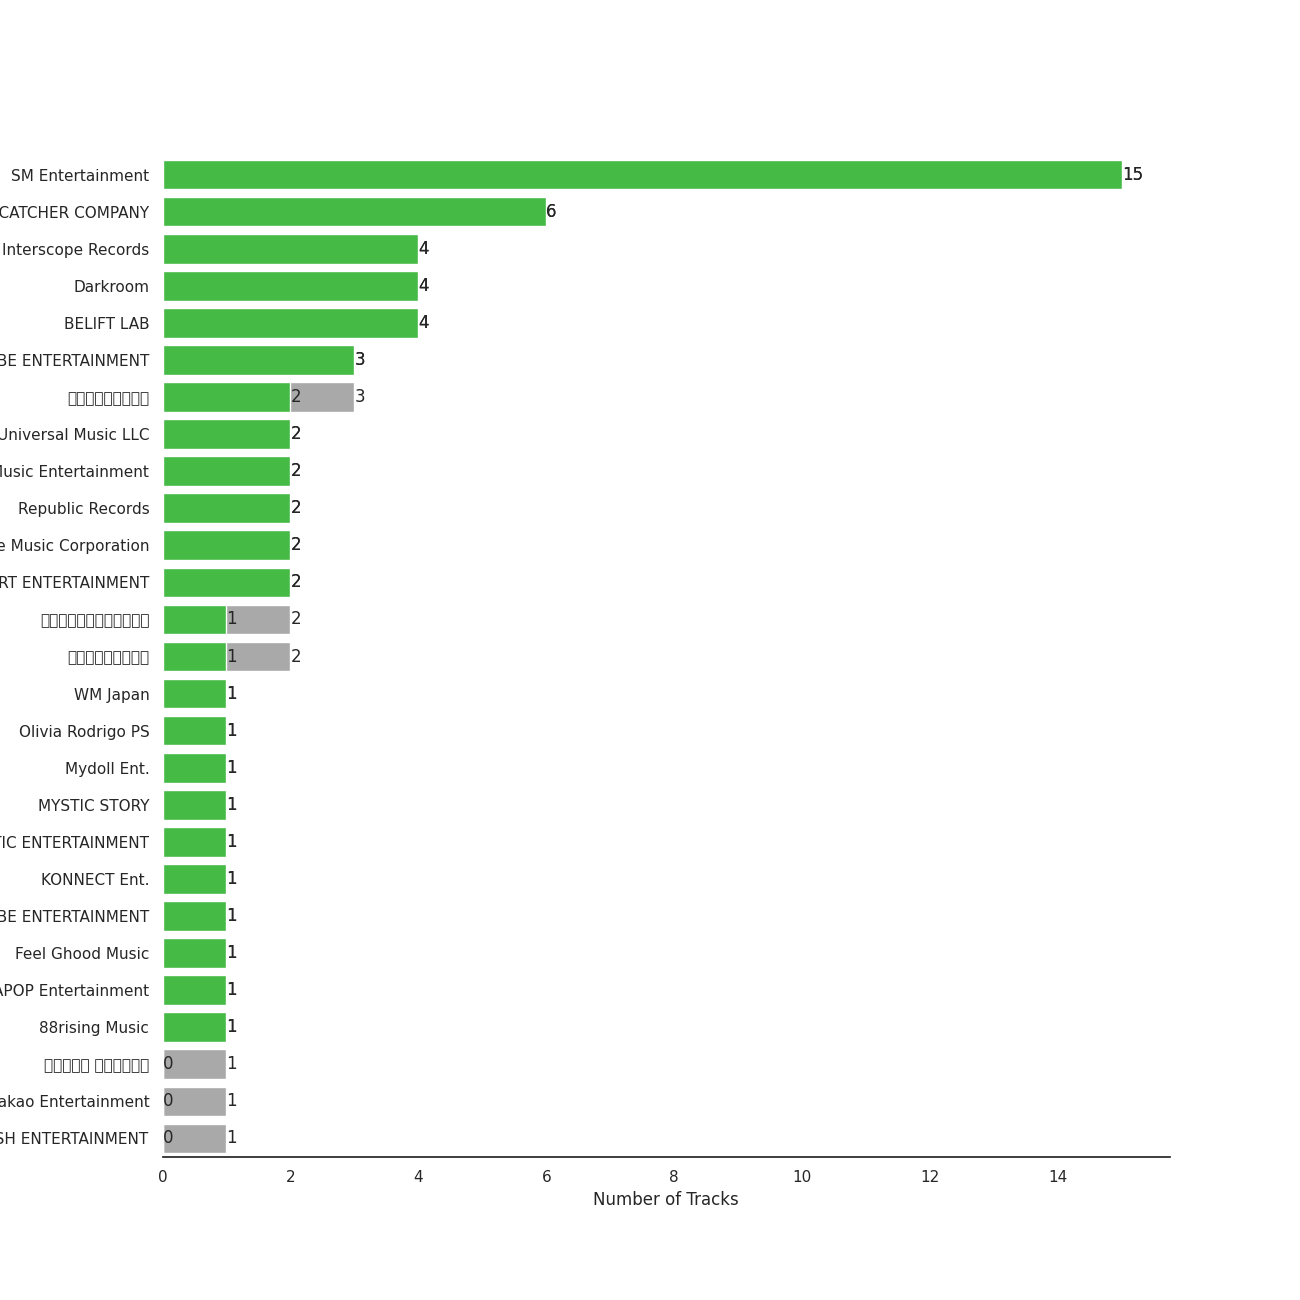 SM Entertainment 15
CATCHER COMPANY 6
Interscope Records 4
Darkroom 4
BELIFT LAB 4
BE ENTERTAINMENT 3
2 3
Universal Music LLC 2
Music Entertainment 2
Republic Records 2
e Music Corporation 2
RT ENTERTAINMENT 2
1 2
1 2
WM Japan 1
Olivia Rodrigo PS 1
Mydoll Ent. 1
MYSTIC STORY 1
TIC ENTERTAINMENT 1
KONNECT Ent. 1
BE ENTERTAINMENT 1
Feel Ghood Music 1
APOP Entertainment 1
88rising Music 1
0 1
akao Entertainment 0 1
SH ENTERTAINMENT 0 1
0 2 4 6 8 10 12 14
Number of Tracks